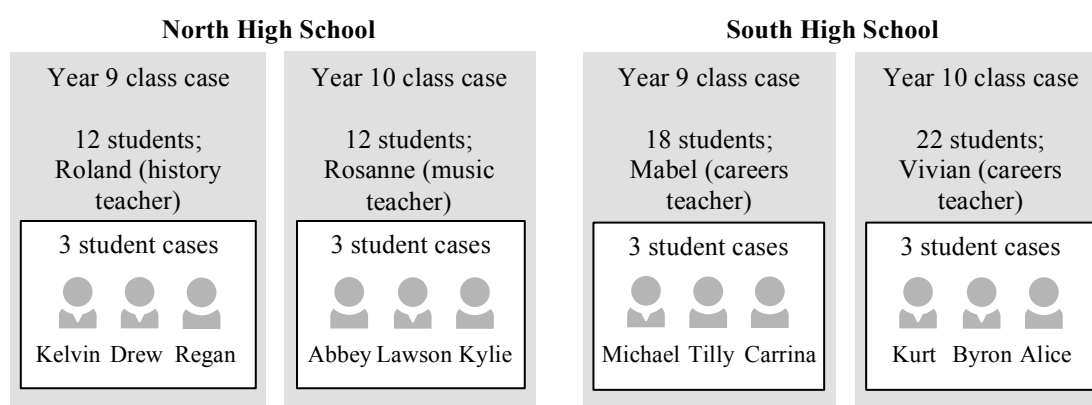 North High School
Year 9 class case
12 students;
Roland (history
teacher)
3 student cases
Kelvin Drew Regan
Year 10 class case
12 students;
Rosanne (music
teacher)
3 student cases
Abbey Lawson Kylie
South High School
Year 9 class case
18 students;
Mabel (careers
teacher)
3 student cases
Michael Tilly Carrina
Year 10 class case
22 students;
Vivian (careers
teacher)
3 student cases
Kurt Byron Alice